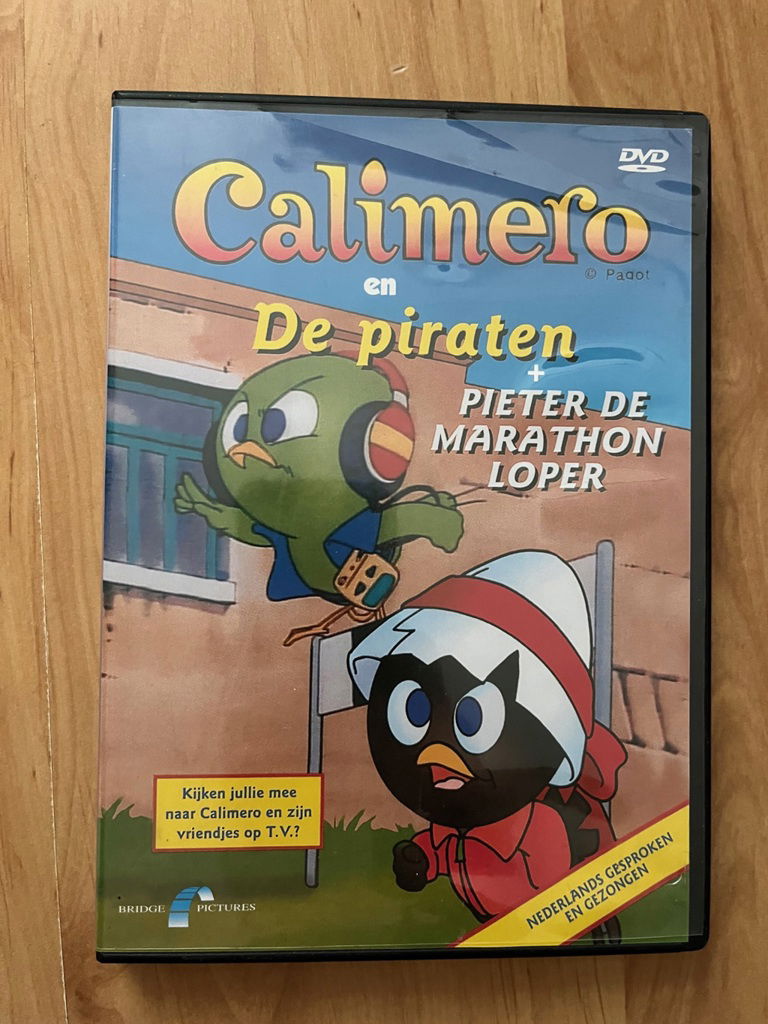 DVD
Calimero
© Pagot
en
De piraten
+
PIETER DE
MARATHON
LOPER
Kijken jullie mee
naar Calimero en zijn
vriendjes op T.V.?
NEDERLANDS GESPROKEN
EN GEZONGEN
BRIDGE PICTURES